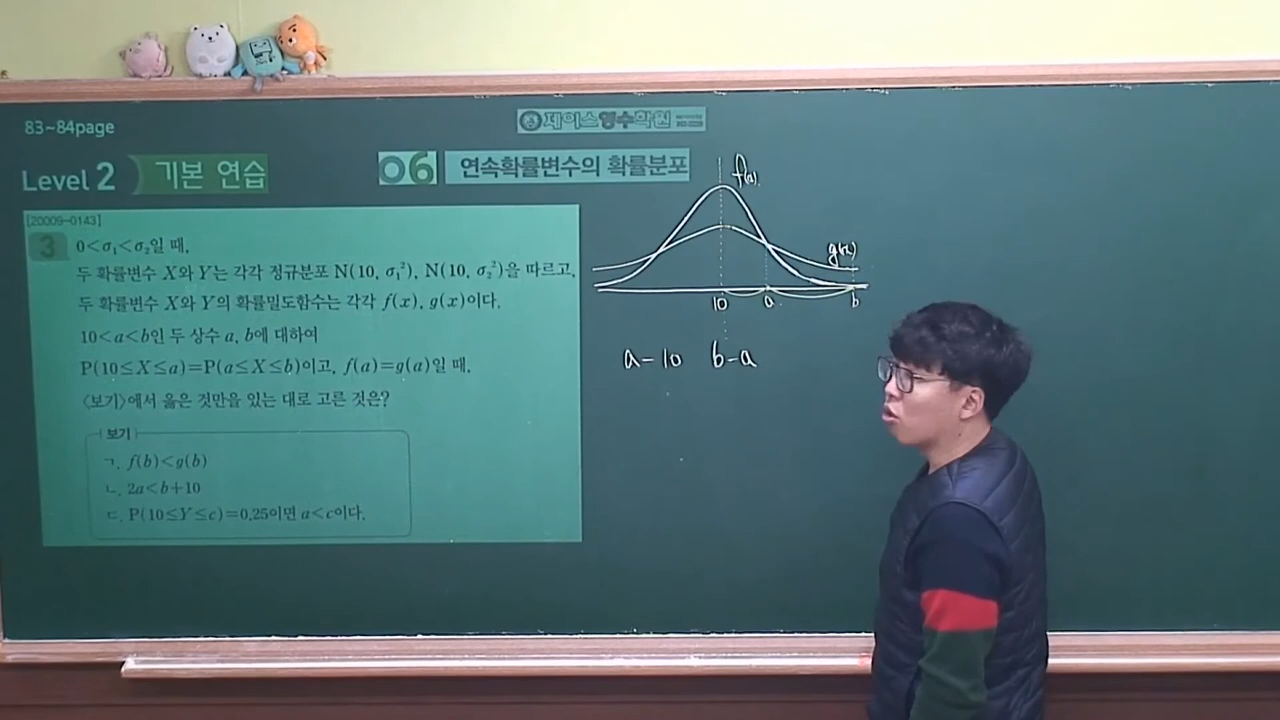 83~84page
제이스영수학원
Level 2 기본 연습
06 연속확률변수의 확률분포
[20009-0143]
3 0<σ₁<σ₂일 때,
두 확률변수 X와 Y는 각각 정규분포 N(10, σ₁²), N(10, σ₂²)을 따르고,
두 확률변수 X와 Y의 확률밀도함수는 각각 f(x), g(x)이다.
10<a<b인 두 상수 a, b에 대하여
P(10≤X≤a)=P(a≤X≤b)이고, f(a)=g(a)일 때,
〈보기〉에서 옳은 것만을 있는 대로 고른 것은?
보기
ㄱ. f(b)<g(b)
ㄴ. 2a<b+10
ㄷ. P(10≤Y≤c)=0.25이면 a<c이다.
f(x).
g(x)
10 a b
a-10 b-a